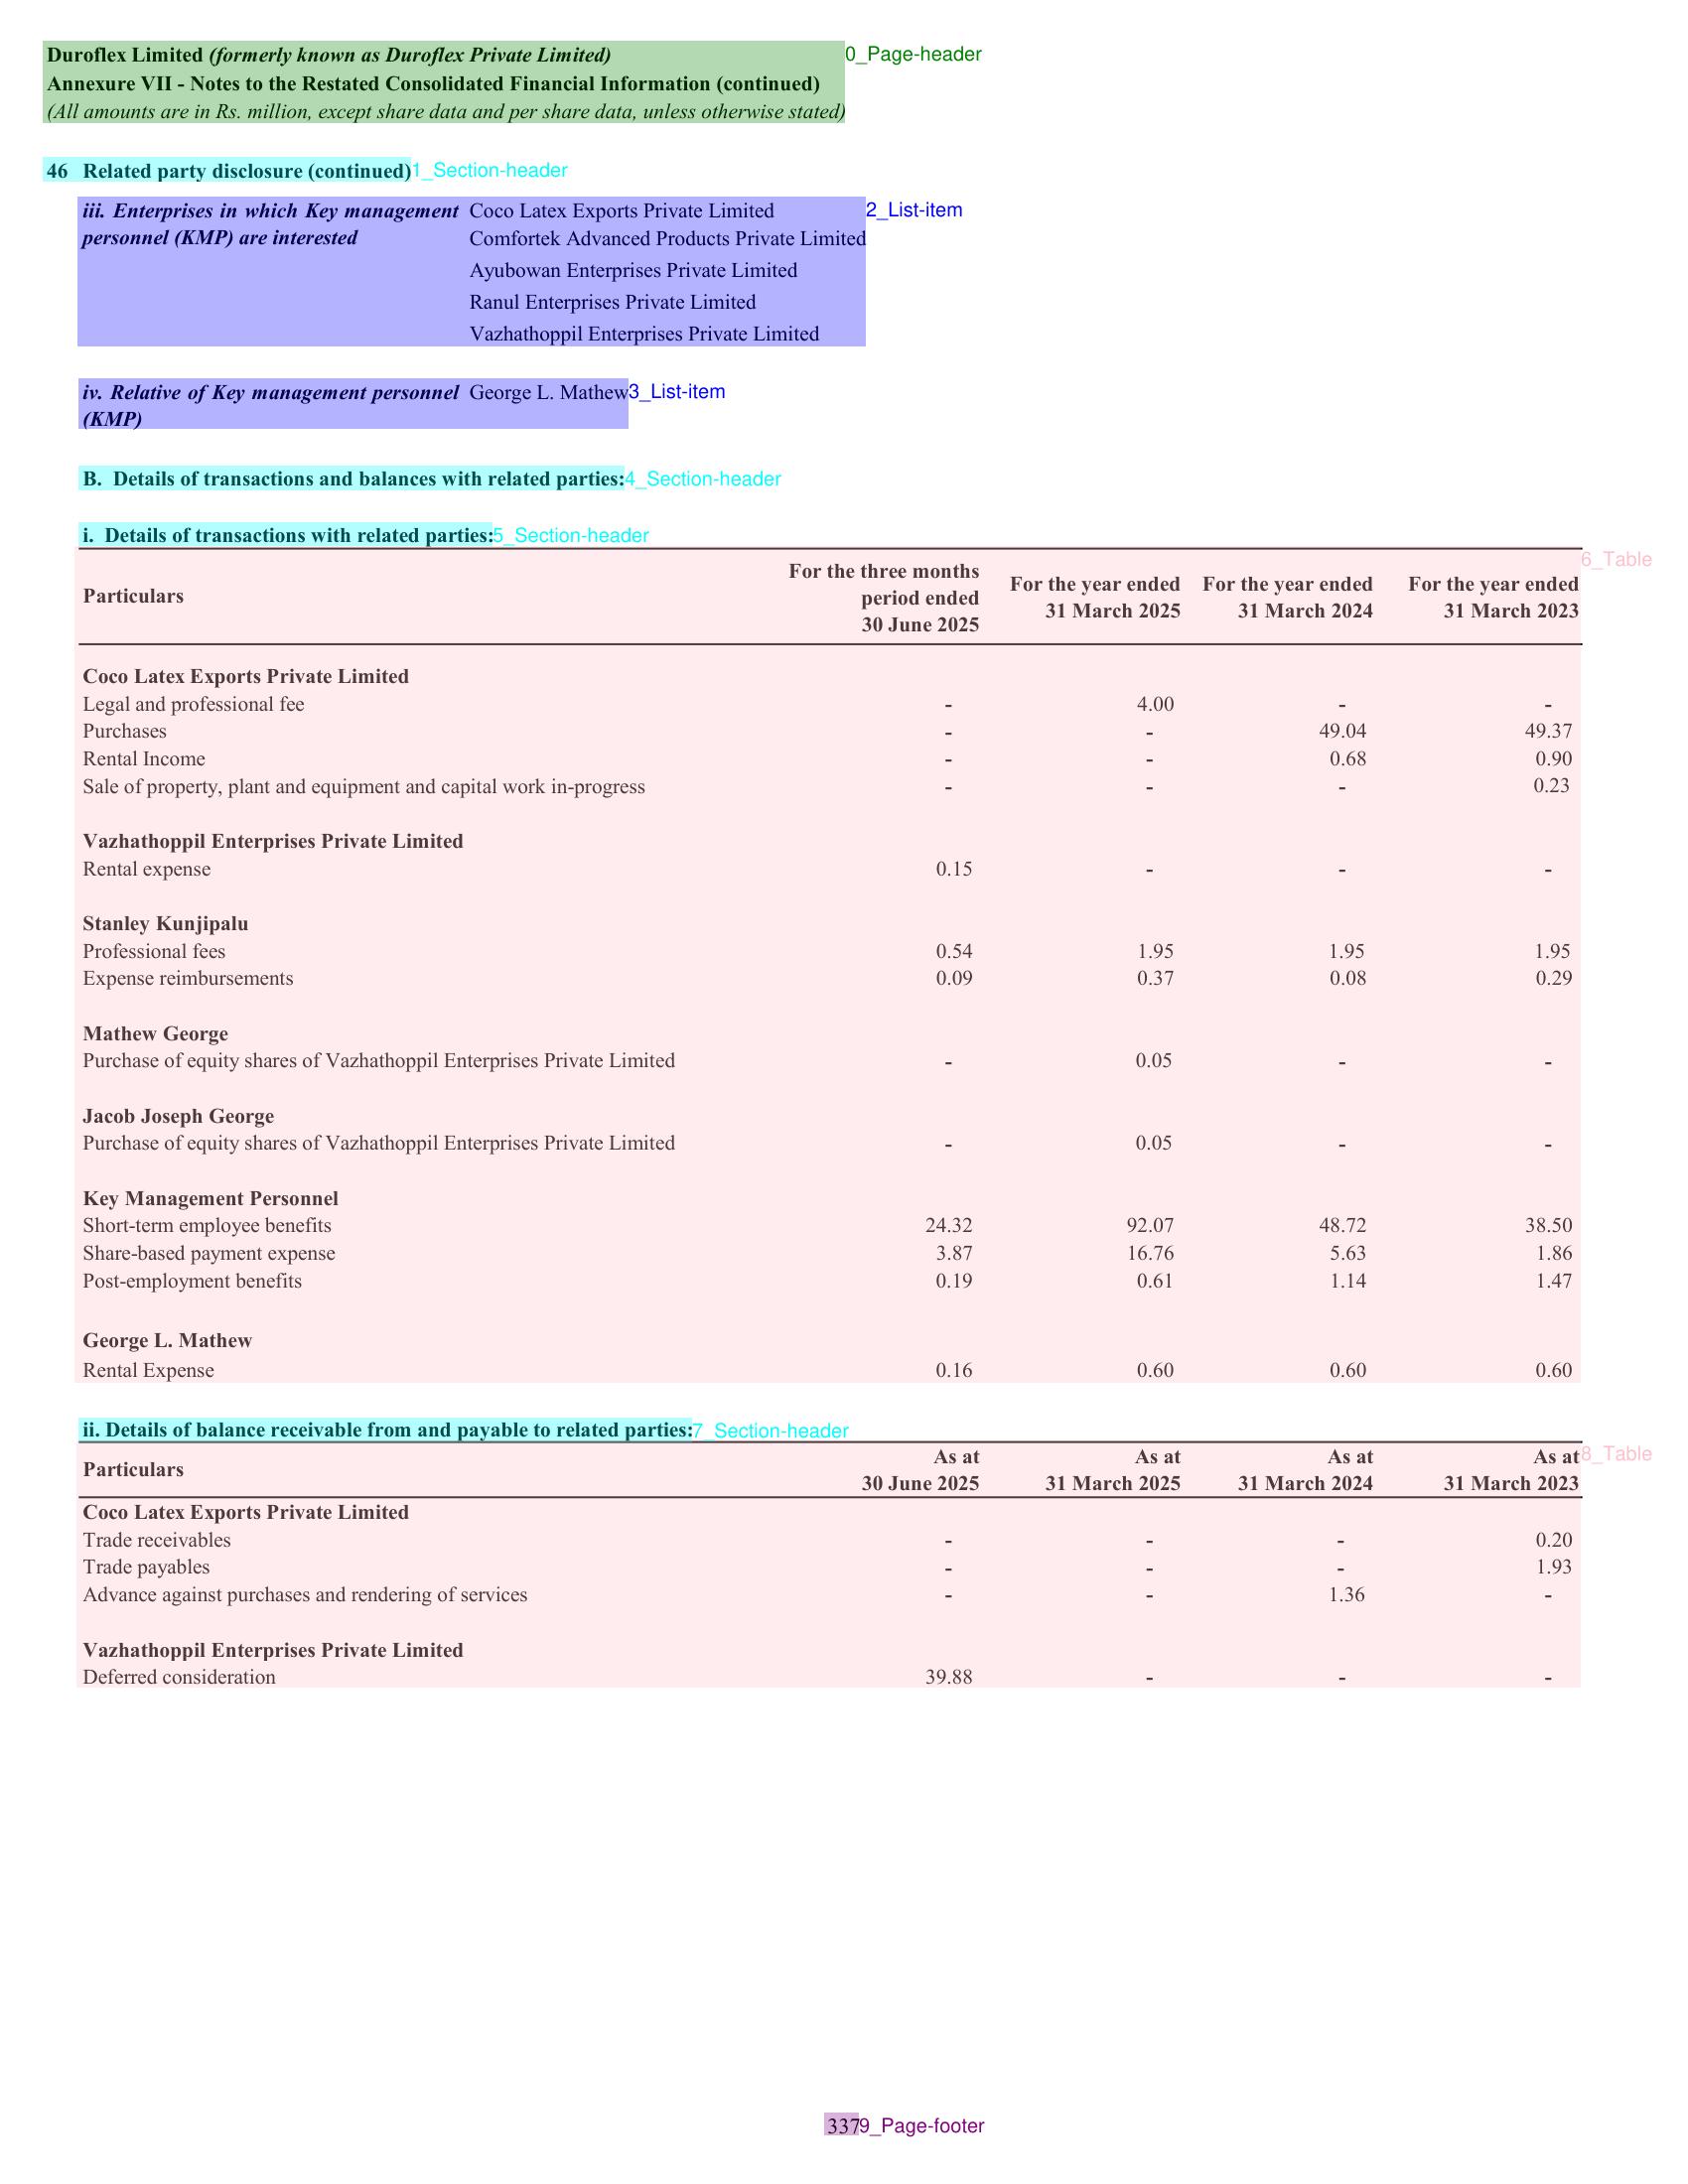 Duroflex Limited (formerly known as Duroflex Private Limited) 0_Page-header
Annexure VII - Notes to the Restated Consolidated Financial Information (continued)
(All amounts are in Rs. million, except share data and per share data, unless otherwise stated)
46 Related party disclosure (continued) 1_Section-header
iii. Enterprises in which Key management Coco Latex Exports Private Limited 2_List-item
personnel (KMP) are interested Comfortek Advanced Products Private Limited
Ayubowan Enterprises Private Limited
Ranul Enterprises Private Limited
Vazhathoppil Enterprises Private Limited
iv. Relative of Key management personnel George L. Mathew 3_List-item
(KMP)
B. Details of transactions and balances with related parties: 4_Section-header
i. Details of transactions with related parties: 5_Section-header
6_Table
Particulars For the three months period ended 30 June 2025 For the year ended 31 March 2025 For the year ended 31 March 2024 For the year ended 31 March 2023
Coco Latex Exports Private Limited
Legal and professional fee - 4.00 - -
Purchases - - 49.04 49.37
Rental Income - - 0.68 0.90
Sale of property, plant and equipment and capital work in-progress - - - 0.23
Vazhathoppil Enterprises Private Limited
Rental expense 0.15 - - -
Stanley Kunjipalu
Professional fees 0.54 1.95 1.95 1.95
Expense reimbursements 0.09 0.37 0.08 0.29
Mathew George
Purchase of equity shares of Vazhathoppil Enterprises Private Limited - 0.05 - -
Jacob Joseph George
Purchase of equity shares of Vazhathoppil Enterprises Private Limited - 0.05 - -
Key Management Personnel
Short-term employee benefits 24.32 92.07 48.72 38.50
Share-based payment expense 3.87 16.76 5.63 1.86
Post-employment benefits 0.19 0.61 1.14 1.47
George L. Mathew
Rental Expense 0.16 0.60 0.60 0.60
ii. Details of balance receivable from and payable to related parties: 7_Section-header
8_Table
Particulars As at 30 June 2025 As at 31 March 2025 As at 31 March 2024 As at 31 March 2023
Coco Latex Exports Private Limited
Trade receivables - - - 0.20
Trade payables - - - 1.93
Advance against purchases and rendering of services - - 1.36 -
Vazhathoppil Enterprises Private Limited
Deferred consideration 39.88 - - -
337 9_Page-footer